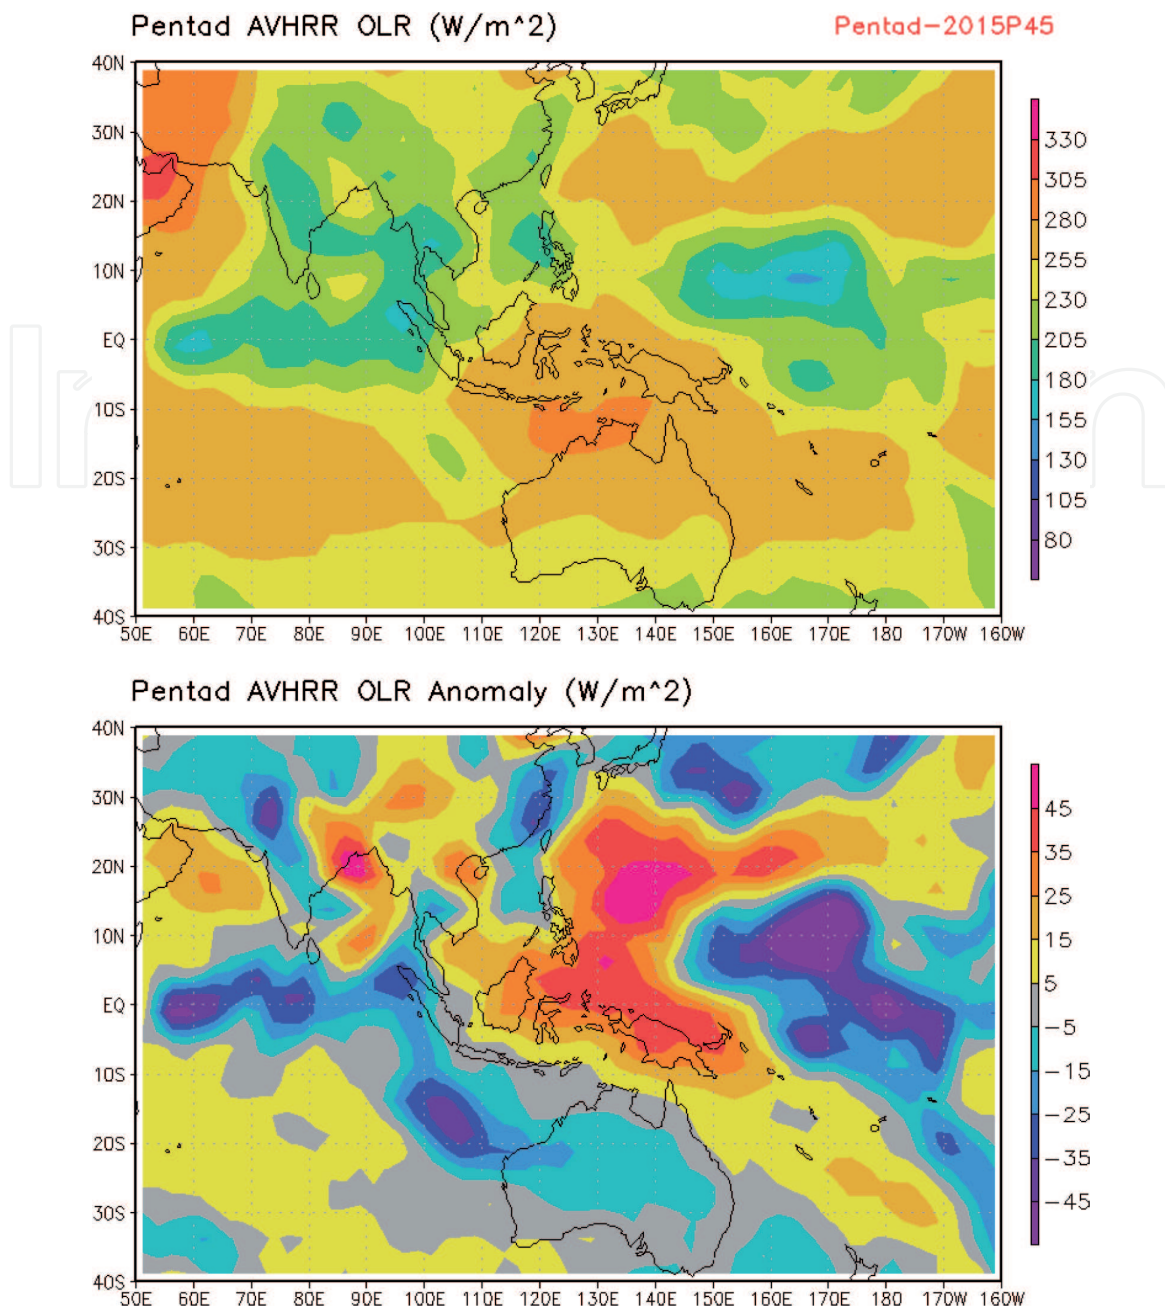 Pentad AVHRR OLR (W/m^2)
Pentad-2015P45
40N
30N
20N
10N
EQ
10S
20S
30S
40S
50E 60E 70E 80E 90E 100E 110E 120E 130E 140E 150E 160E 170E 180 170W 160W
330
305
280
255
230
205
180
155
130
105
80
Pentad AVHRR OLR Anomaly (W/m^2)
40N
30N
20N
10N
EQ
10S
20S
30S
40S
50E 60E 70E 80E 90E 100E 110E 120E 130E 140E 150E 160E 170E 180 170W 160W
45
35
25
15
5
-5
-15
-25
-35
-45